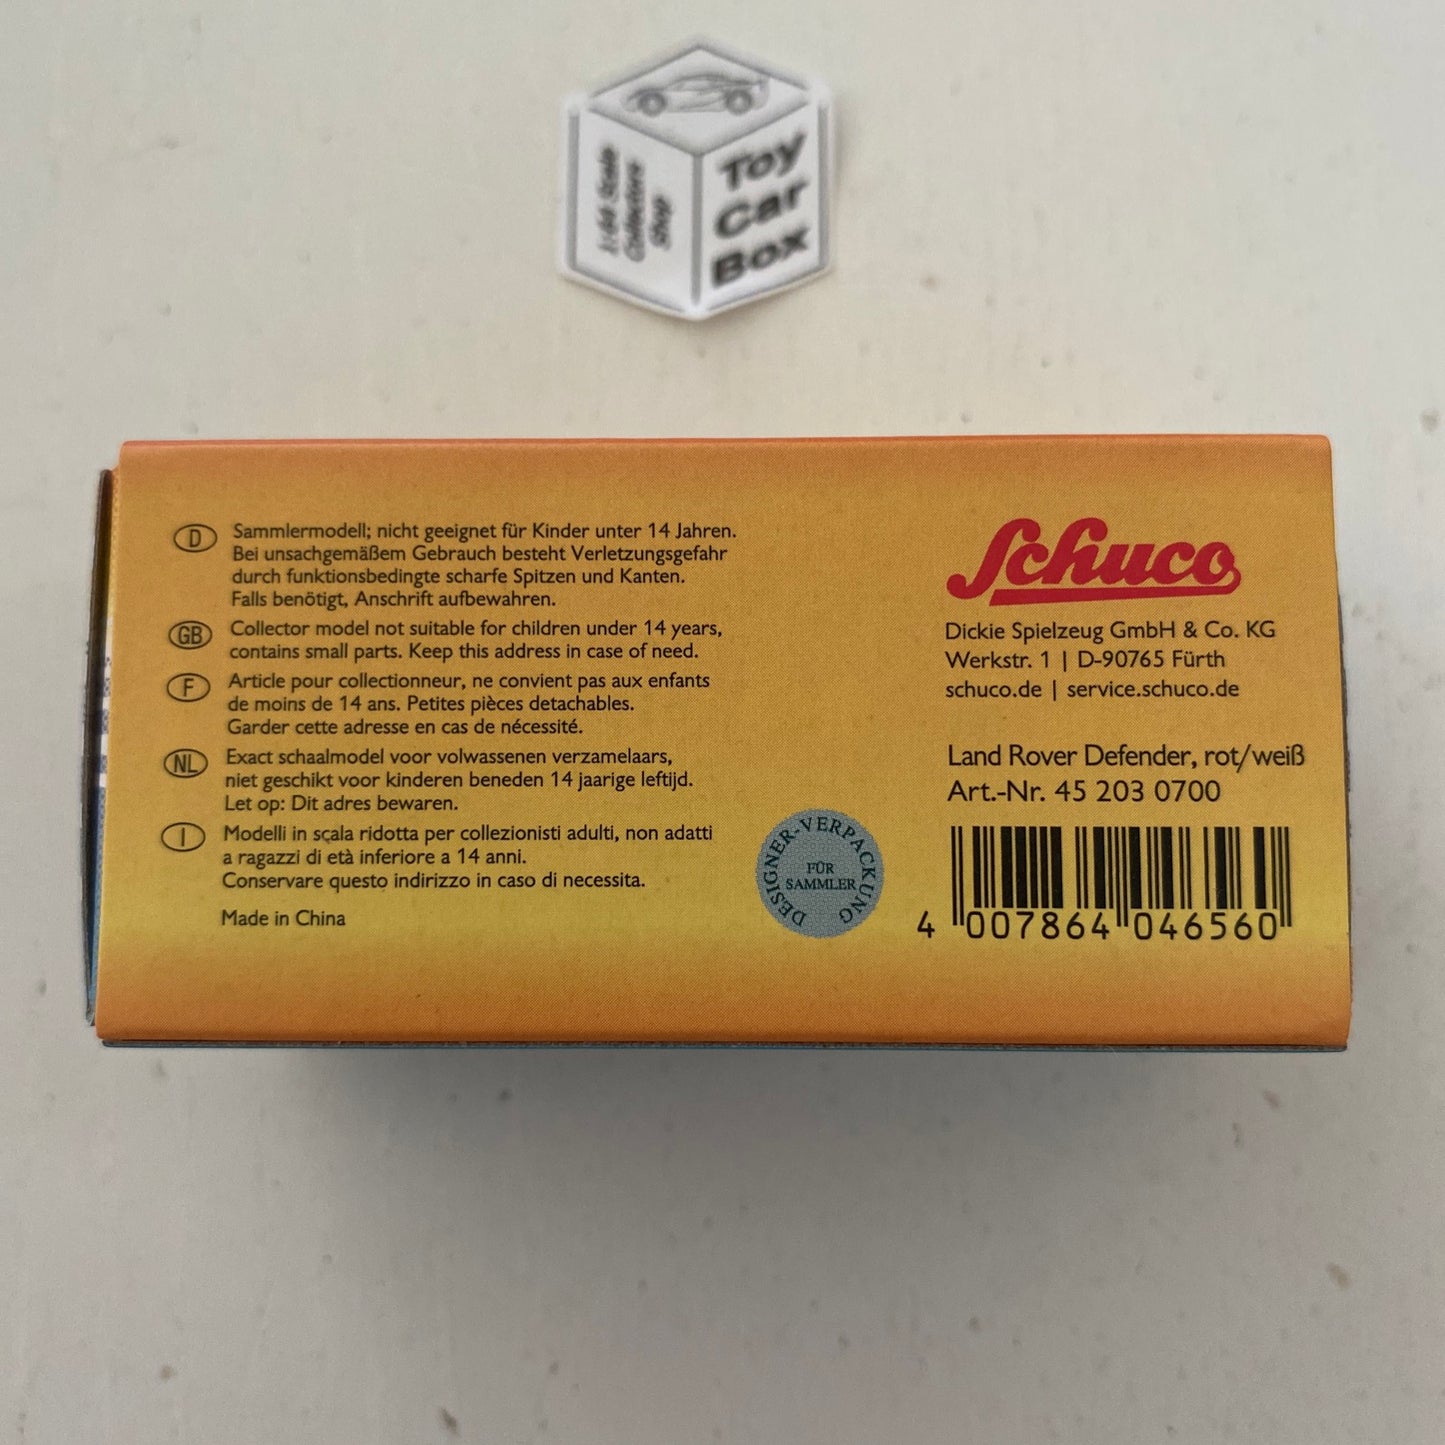 1/64 Scale
Collectors
Shop
Toy
Car
Box
D
Sammlermodell; nicht geeignet für Kinder unter 14 Jahren.
Bei unsachgemäßem Gebrauch besteht Verletzungsgefahr
durch funktionsbedingte scharfe Spitzen und Kanten.
Falls benötigt, Anschrift aufbewahren.
GB
Collector model not suitable for children under 14 years,
contains small parts. Keep this address in case of need.
F
Article pour collectionneur, ne convient pas aux enfants
de moins de 14 ans. Petites pièces detachables.
Garder cette adresse en cas de nécessité.
NL
Exact schaalmodel voor volwassenen verzamelaars,
niet geschikt voor kinderen beneden 14 jaarige leftijd.
Let op: Dit adres bewaren.
I
Modelli in scala ridotta per collezionisti adulti, non adatti
a ragazzi di età inferiore a 14 anni.
Conservare questo indirizzo in caso di necessita.
Made in China
DESIGNER-VERPACKUNG
FÜR
SAMMLER
Schuco
Dickie Spielzeug GmbH & Co. KG
Werkstr. 1 | D-90765 Fürth
schuco.de | service.schuco.de
Land Rover Defender, rot/weiß
Art.-Nr. 45 203 0700
4 007864 046560